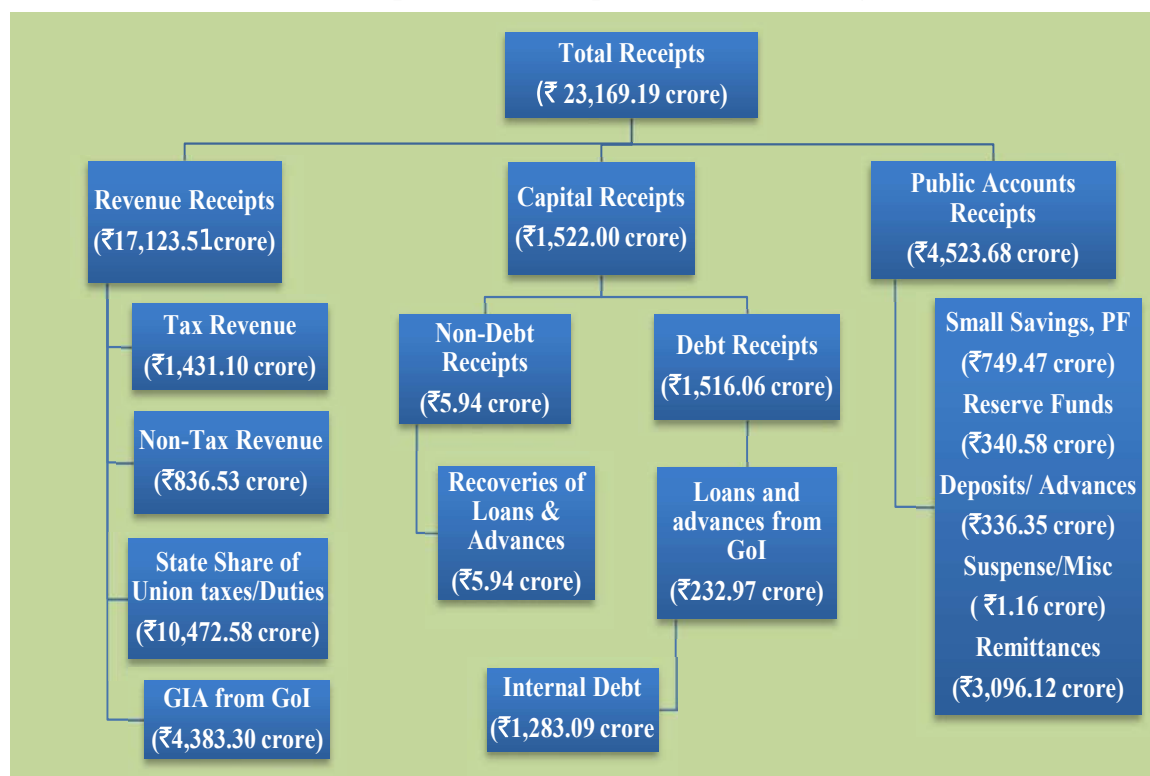 Total Receipts
(₹ 23,169.19 crore)
Revenue Receipts
(₹17,123.51crore)
Tax Revenue
(₹1,431.10 crore)
Non-Tax Revenue
(₹836.53 crore)
State Share of
Union taxes/Duties
(₹10,472.58 crore)
GIA from GoI
(₹4,383.30 crore)
Capital Receipts
(₹1,522.00 crore)
Non-Debt
Receipts
(₹5.94 crore)
Recoveries of
Loans &
Advances
(₹5.94 crore)
Debt Receipts
(₹1,516.06 crore)
Loans and
advances from
GoI
(₹232.97 crore)
Internal Debt
(₹1,283.09 crore
Public Accounts
Receipts
(₹4,523.68 crore)
Small Savings, PF
(₹749.47 crore)
Reserve Funds
(₹340.58 crore)
Deposits/ Advances
(₹336.35 crore)
Suspense/Misc
( ₹1.16 crore)
Remittances
(₹3,096.12 crore)